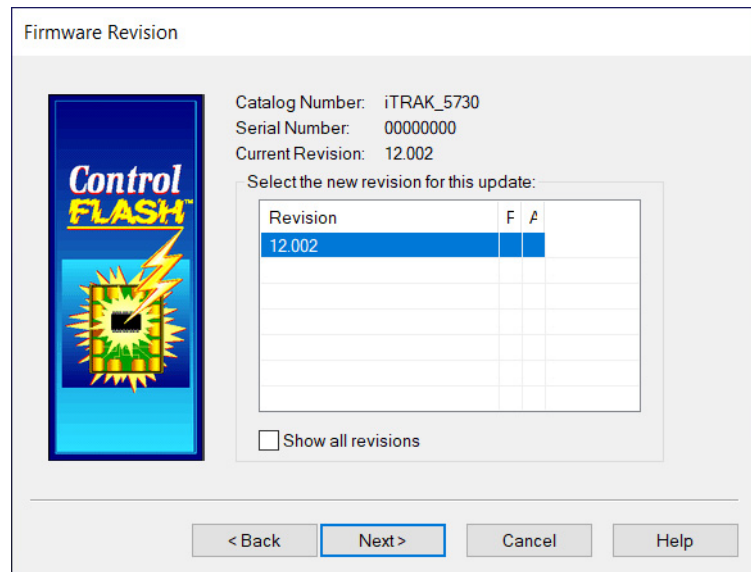 Firmware Revision
Control
FLASH™
Catalog Number: iTRAK_5730
Serial Number: 00000000
Current Revision: 12.002
Select the new revision for this update:
Revision F A
12.002
Show all revisions
< Back Next > Cancel Help